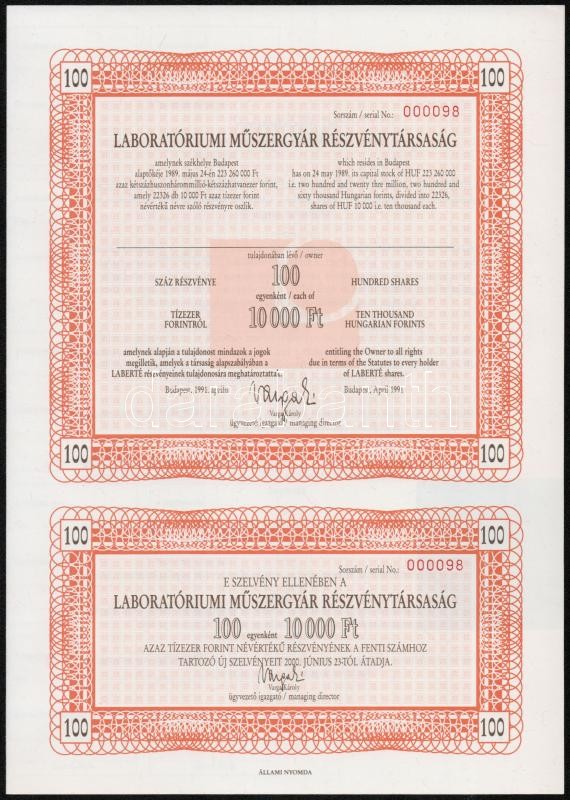 100 100
Sorszám / serial No.: 000098
LABORATÓRIUMI MŰSZERGYÁR RÉSZVÉNYTÁRSASÁG
amelynek székhelye Budapest
alaptőkéje 1989. május 24-én 223 260 000 Ft
azaz kétszázhuszonhárommillió-kétszázhatvanezer forint,
amely 22326 db 10 000 Ft azaz tízezer forint
névértékű névre szóló részvényre oszlik.
which resides in Budapest
has on 24 may 1989. its capital stock of HUF 223 260 000
i.e. two hundred and twenty thre million, two hundred and
sixty thousand Hungarian forints, divided into 22326,
shares of HUF 10 000 i.e. ten thousand each.
tulajdonában lévő / owner
SZÁZ RÉSZVÉNYE 100 HUNDRED SHARES
egyenként / each of
TÍZEZER FORINTRÓL 10 000 Ft TEN THOUSAND HUNGARIAN FORINTS
amelynek alapján a tulajdonost mindazok a jogok
megilletik, amelyek a társaság alapszabályában a
LABERTÉ részvényeinek tulajdonosára meghatározottak.
entitling the Owner to all rights
due in terms of the Statutes to every holder
of LABERTÉ shares.
Budapest, 1991. április Budapest, April 1991.
Varga Károly
ügyvezető igazgató / managing director
100 100
100 100
Sorszám / serial No.: 000098
E SZELVÉNY ELLENÉBEN A
LABORATÓRIUMI MŰSZERGYÁR RÉSZVÉNYTÁRSASÁG
100 egyenként 10000 Ft
AZAZ TÍZEZER FORINT NÉVÉRTÉKŰ RÉSZVÉNYÉNEK A FENTI SZÁMHOZ
TARTOZÓ ÚJ SZELVÉNYEIT 2000. JÚNIUS 23-TÓL ÁTADJA.
Varga Károly
ügyvezető igazgató / managing director
100 100
ÁLLAMI NYOMDA